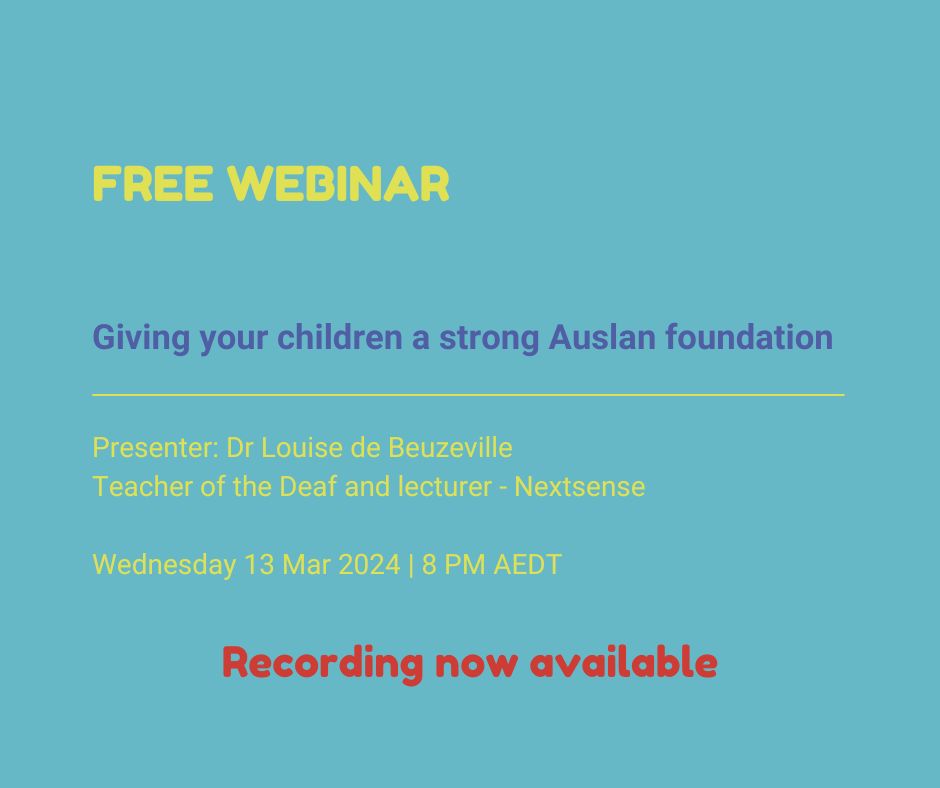 FREE WEBINAR
Giving your children a strong Auslan foundation
Presenter: Dr Louise de Beuzeville
Teacher of the Deaf and lecturer - Nextsense
Wednesday 13 Mar 2024 | 8 PM AEDT
Recording now available